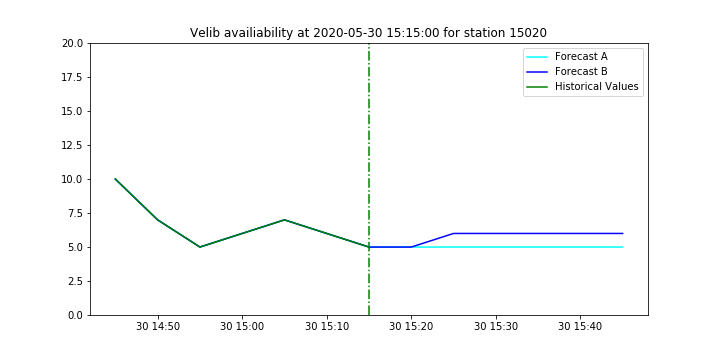 Velib availiability at 2020-05-30 15:15:00 for station 15020
20.0
17.5
15.0
12.5
10.0
7.5
5.0
2.5
0.0
Forecast A
Forecast B
Historical Values
30 14:50 30 15:00 30 15:10 30 15:20 30 15:30 30 15:40